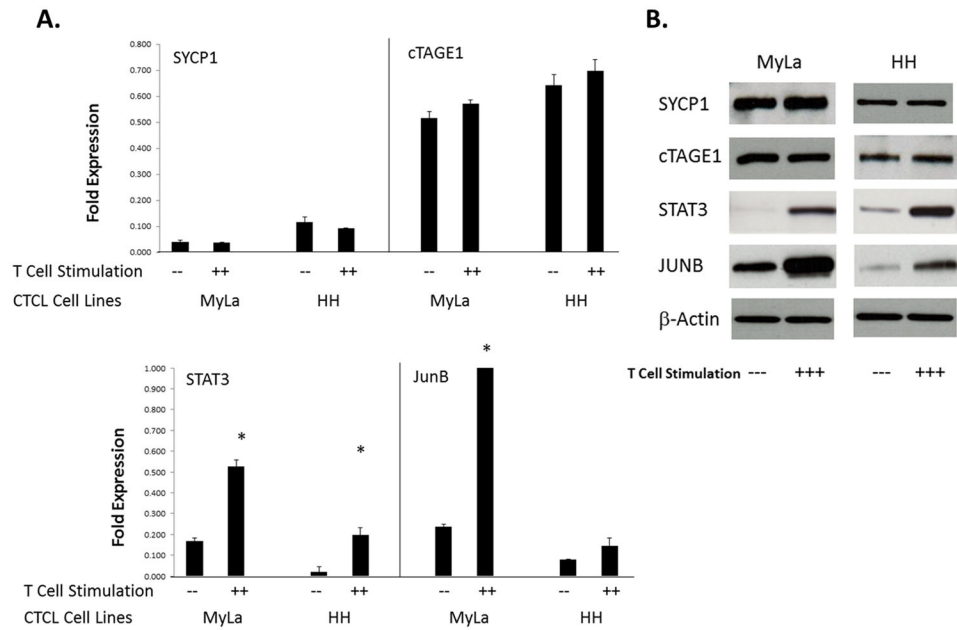 A.
SYCP1
cTAGE1
Fold Expression
0.800
0.700
0.600
0.500
0.400
0.300
0.200
0.100
0.000
T Cell Stimulation -- ++ -- ++ -- ++ -- ++
CTCL Cell Lines MyLa HH MyLa HH
STAT3
JunB
Fold Expression
1.000
0.900
0.800
0.700
0.600
0.500
0.400
0.300
0.200
0.100
0.000
* * *
T Cell Stimulation -- ++ -- ++ -- ++ -- ++
CTCL Cell Lines MyLa HH MyLa HH
B.
MyLa HH
SYCP1
cTAGE1
STAT3
JUNB
β-Actin
T Cell Stimulation --- +++ --- +++